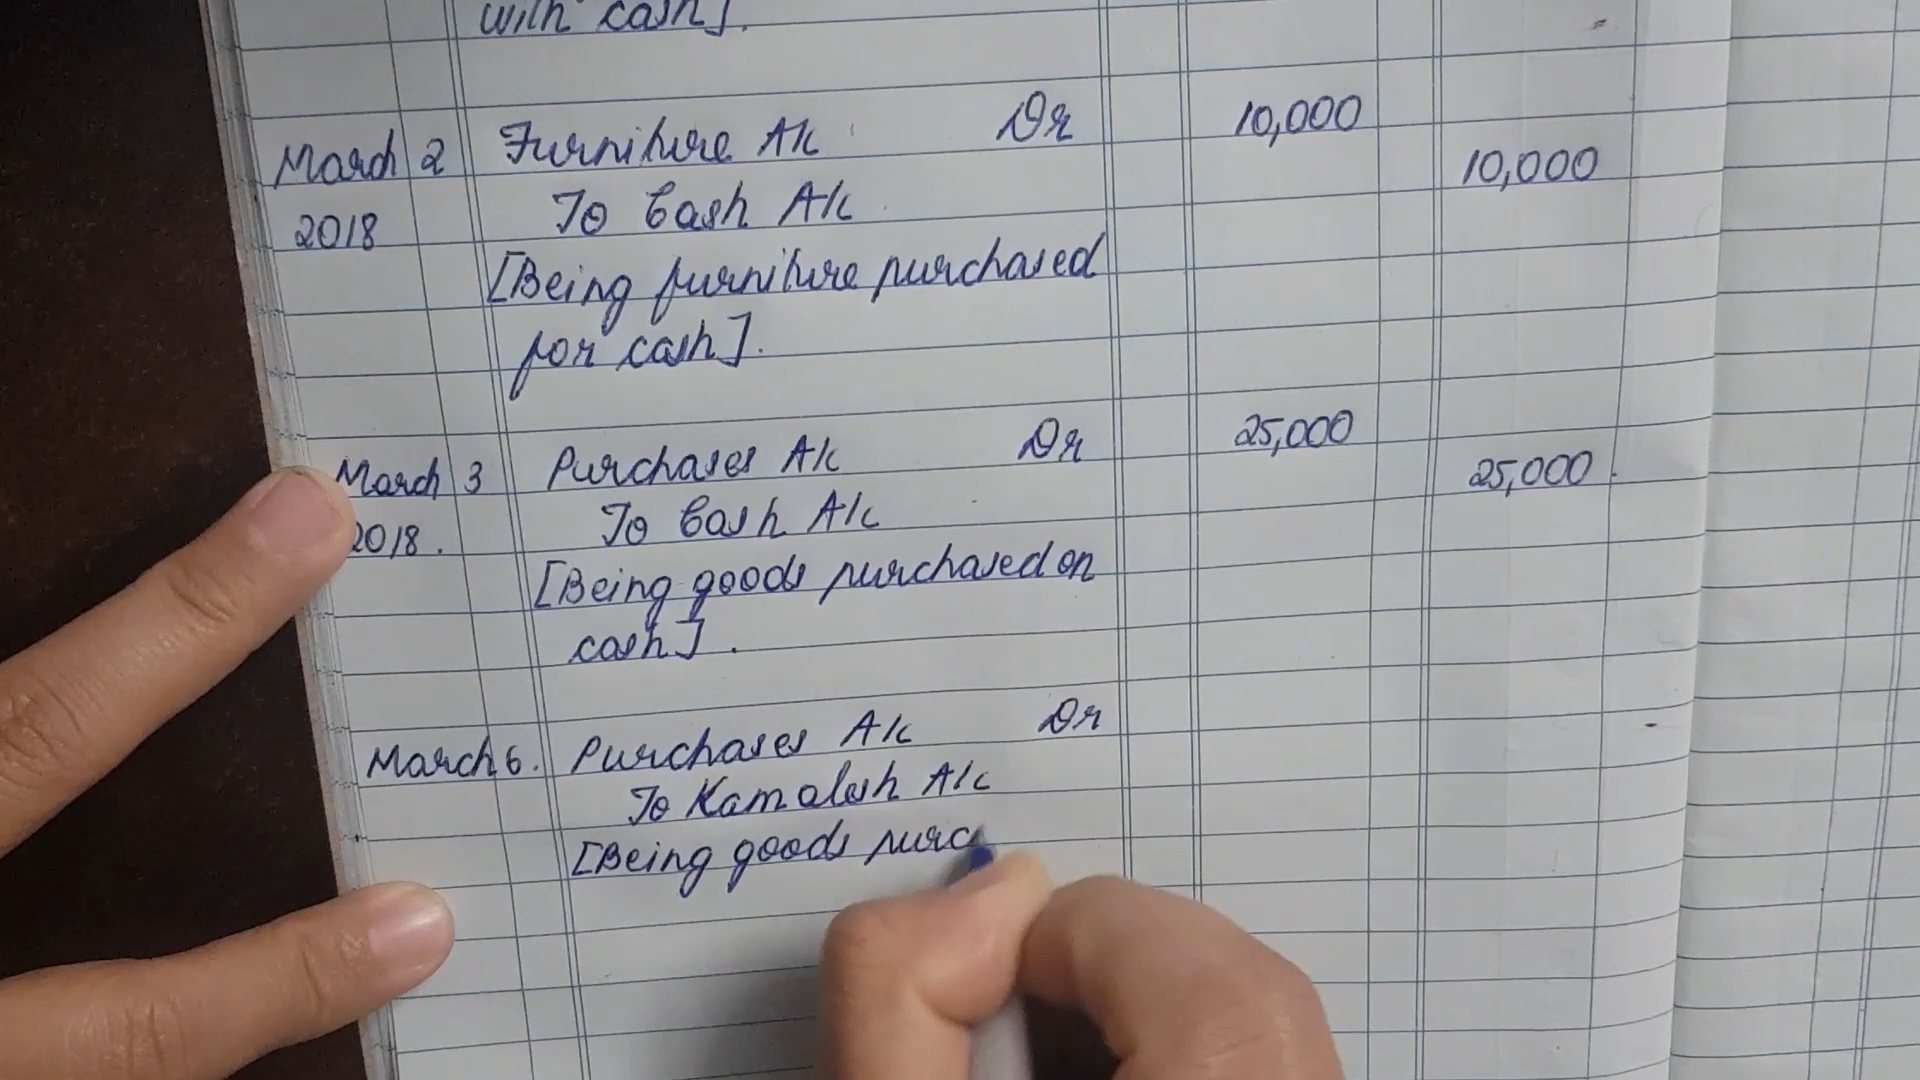 with cash].
March 2 Furniture A/c Dr 10,000
2018 To Cash A/c 10,000
[Being furniture purchased
for cash].
March 3 Purchases A/c Dr 25,000
2018. To Cash A/c 25,000
[Being goods purchased on
cash].
March 6. Purchases A/c Dr
To Kamalesh A/c
[Being goods purc